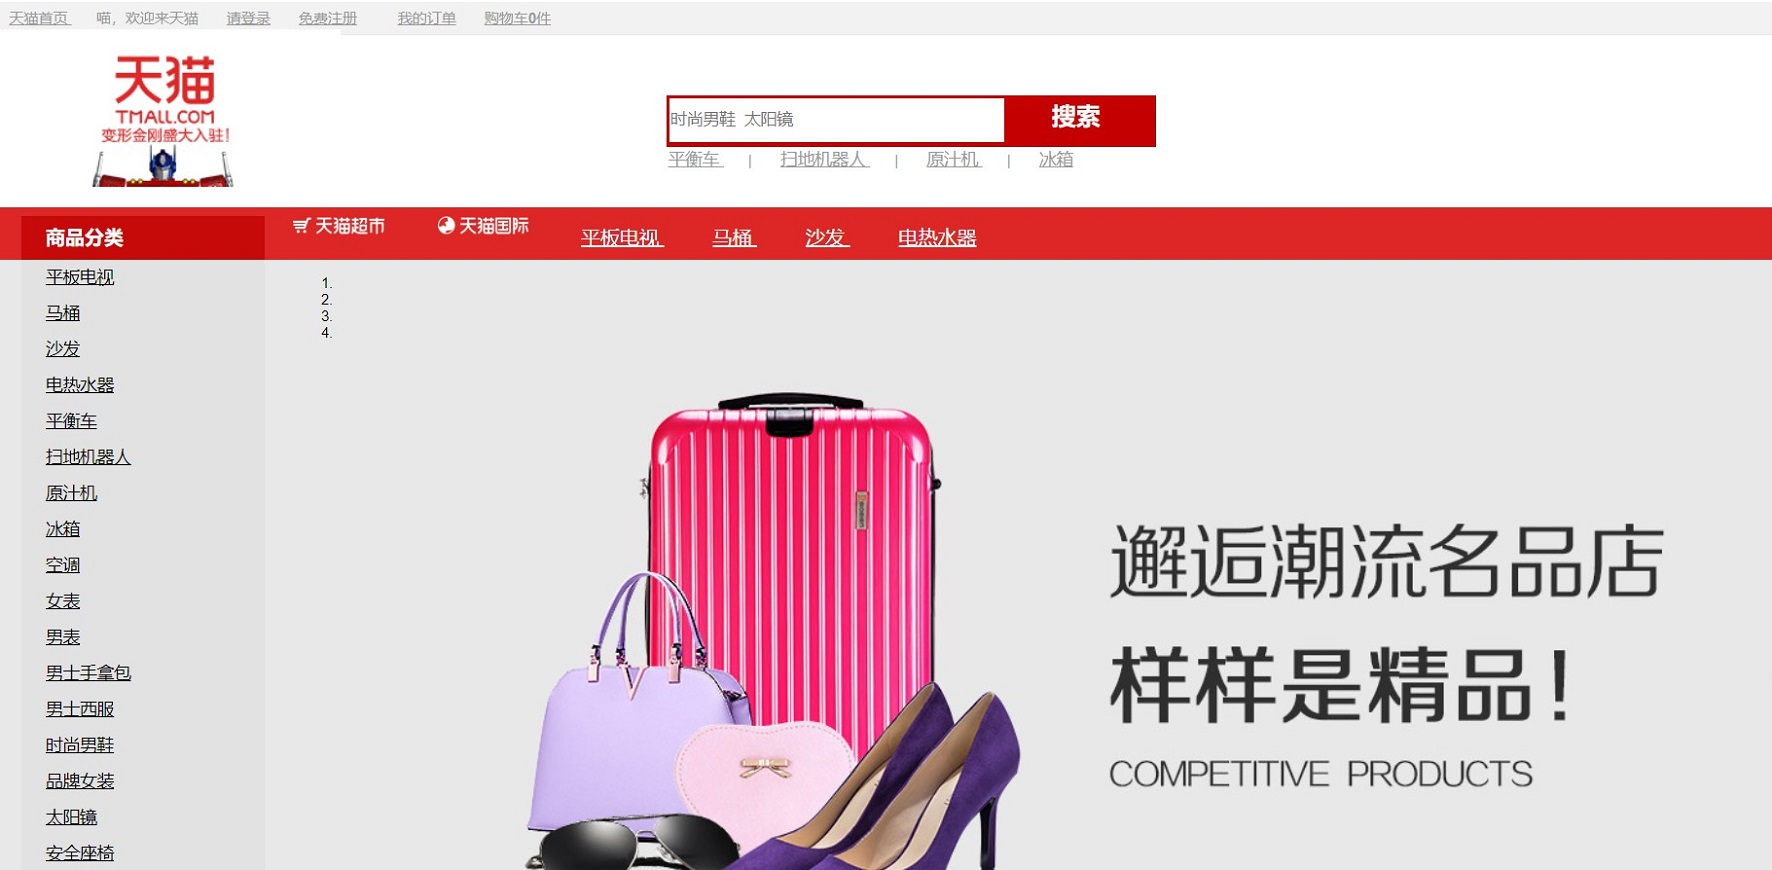 天猫首页 喵，欢迎来天猫 请登录 免费注册 我的订单 购物车0件
天猫
TMALL.COM
变形金刚盛大入驻!
时尚男鞋 太阳镜 搜索
平衡车 | 扫地机器人 | 原汁机 | 冰箱
商品分类 天猫超市 天猫国际 平板电视 马桶 沙发 电热水器
平板电视
马桶
沙发
电热水器
平衡车
扫地机器人
原汁机
冰箱
空调
女表
男表
男士手拿包
男士西服
时尚男鞋
品牌女装
太阳镜
安全座椅
1.
2.
3.
4.
邂逅潮流名品店
样样是精品!
COMPETITIVE PRODUCTS